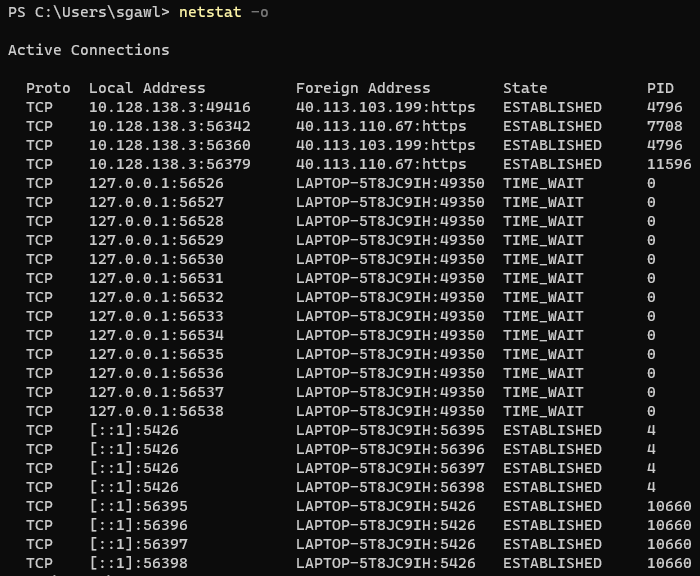 PS C:\Users\sgawl> netstat -o
Active Connections
Proto Local Address Foreign Address State PID
TCP 10.128.138.3:49416 40.113.103.199:https ESTABLISHED 4796
TCP 10.128.138.3:56342 40.113.110.67:https ESTABLISHED 7708
TCP 10.128.138.3:56360 40.113.103.199:https ESTABLISHED 4796
TCP 10.128.138.3:56379 40.113.110.67:https ESTABLISHED 11596
TCP 127.0.0.1:56526 LAPTOP-5T8JC9IH:49350 TIME_WAIT 0
TCP 127.0.0.1:56527 LAPTOP-5T8JC9IH:49350 TIME_WAIT 0
TCP 127.0.0.1:56528 LAPTOP-5T8JC9IH:49350 TIME_WAIT 0
TCP 127.0.0.1:56529 LAPTOP-5T8JC9IH:49350 TIME_WAIT 0
TCP 127.0.0.1:56530 LAPTOP-5T8JC9IH:49350 TIME_WAIT 0
TCP 127.0.0.1:56531 LAPTOP-5T8JC9IH:49350 TIME_WAIT 0
TCP 127.0.0.1:56532 LAPTOP-5T8JC9IH:49350 TIME_WAIT 0
TCP 127.0.0.1:56533 LAPTOP-5T8JC9IH:49350 TIME_WAIT 0
TCP 127.0.0.1:56534 LAPTOP-5T8JC9IH:49350 TIME_WAIT 0
TCP 127.0.0.1:56535 LAPTOP-5T8JC9IH:49350 TIME_WAIT 0
TCP 127.0.0.1:56536 LAPTOP-5T8JC9IH:49350 TIME_WAIT 0
TCP 127.0.0.1:56537 LAPTOP-5T8JC9IH:49350 TIME_WAIT 0
TCP 127.0.0.1:56538 LAPTOP-5T8JC9IH:49350 TIME_WAIT 0
TCP [::1]:5426 LAPTOP-5T8JC9IH:56395 ESTABLISHED 4
TCP [::1]:5426 LAPTOP-5T8JC9IH:56396 ESTABLISHED 4
TCP [::1]:5426 LAPTOP-5T8JC9IH:56397 ESTABLISHED 4
TCP [::1]:5426 LAPTOP-5T8JC9IH:56398 ESTABLISHED 4
TCP [::1]:56395 LAPTOP-5T8JC9IH:5426 ESTABLISHED 10660
TCP [::1]:56396 LAPTOP-5T8JC9IH:5426 ESTABLISHED 10660
TCP [::1]:56397 LAPTOP-5T8JC9IH:5426 ESTABLISHED 10660
TCP [::1]:56398 LAPTOP-5T8JC9IH:5426 ESTABLISHED 10660